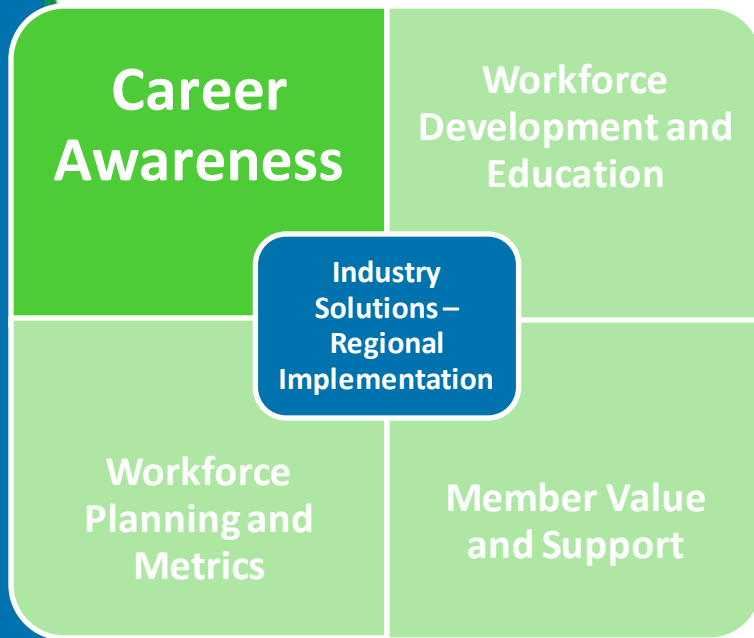 Career
Awareness
Workforce
Development and
Education
Industry
Solutions –
Regional
Implementation
Workforce
Planning and
Metrics
Member Value
and Support